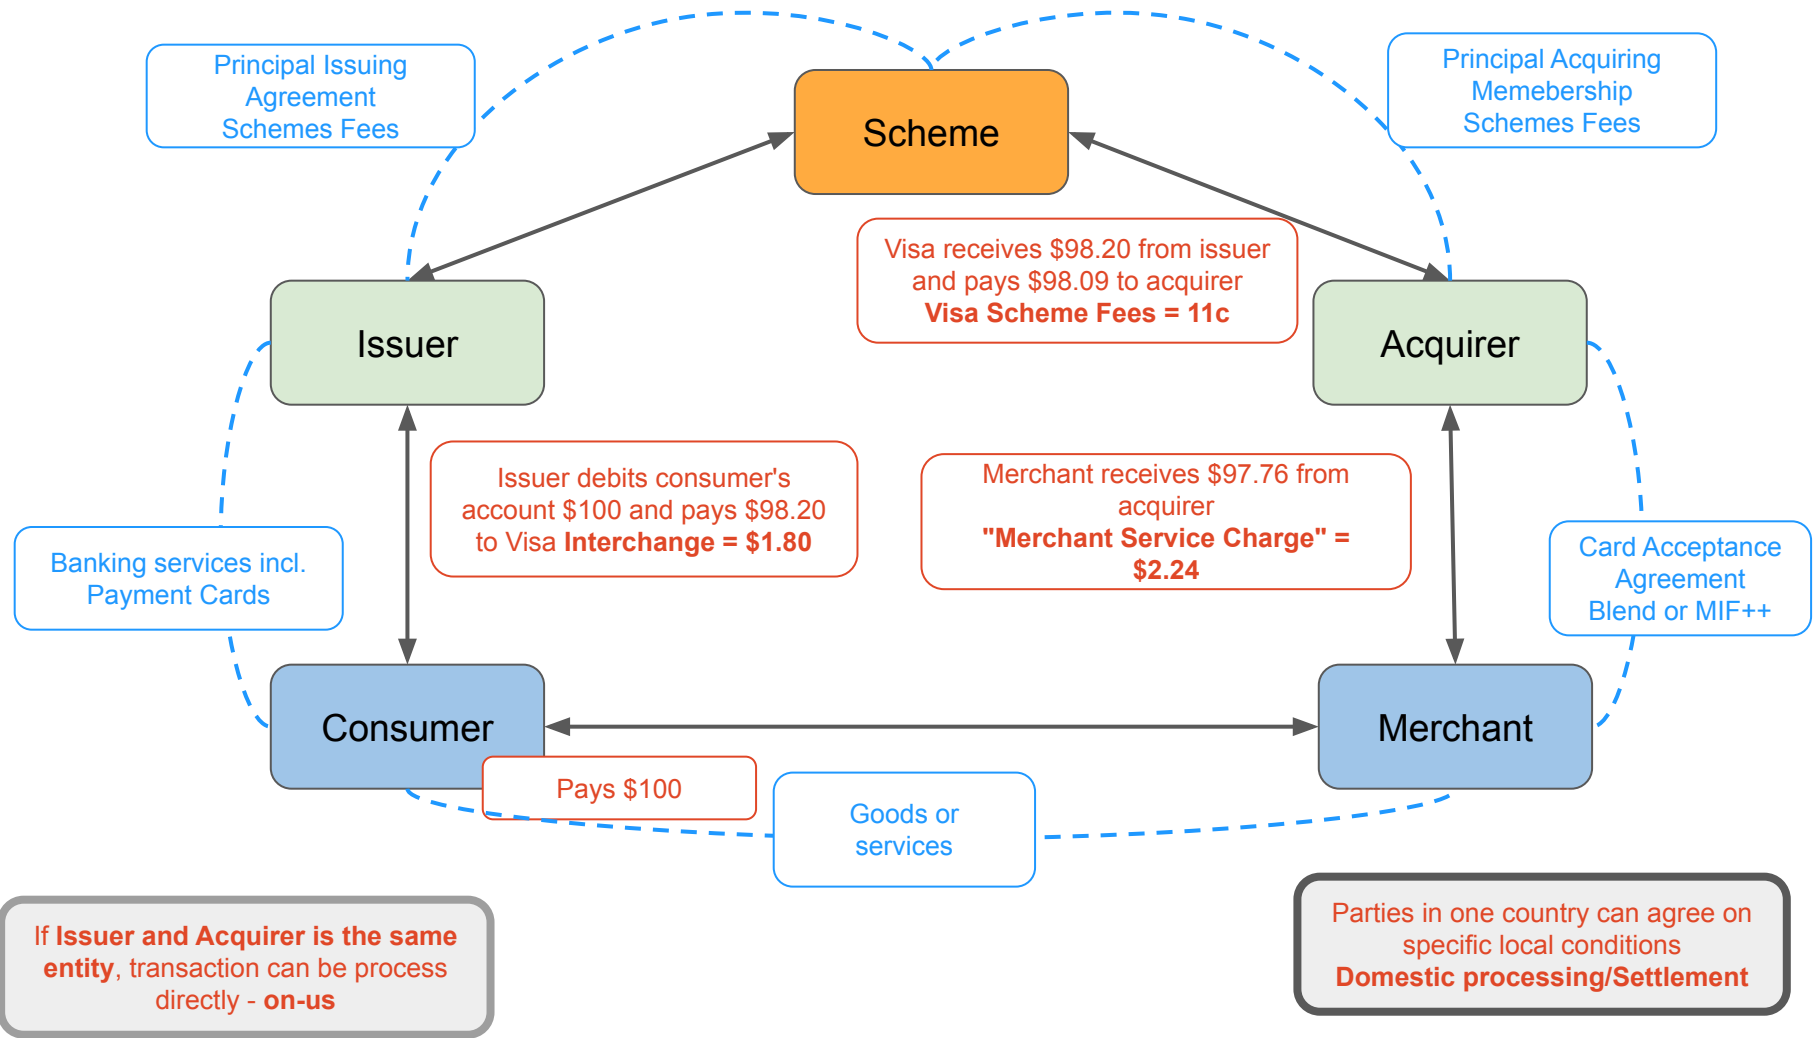 Principal Issuing
Agreement
Schemes Fees
Principal Acquiring
Memebership
Schemes Fees
Scheme
Visa receives $98.20 from issuer
and pays $98.09 to acquirer
Visa Scheme Fees = 11c
Issuer
Acquirer
Issuer debits consumer's
account $100 and pays $98.20
to Visa Interchange = $1.80
Merchant receives $97.76 from
acquirer
"Merchant Service Charge" =
$2.24
Banking services incl.
Payment Cards
Card Acceptance
Agreement
Blend or MIF++
Consumer
Merchant
Pays $100
Goods or
services
If Issuer and Acquirer is the same
entity, transaction can be process
directly - on-us
Parties in one country can agree on
specific local conditions
Domestic processing/Settlement